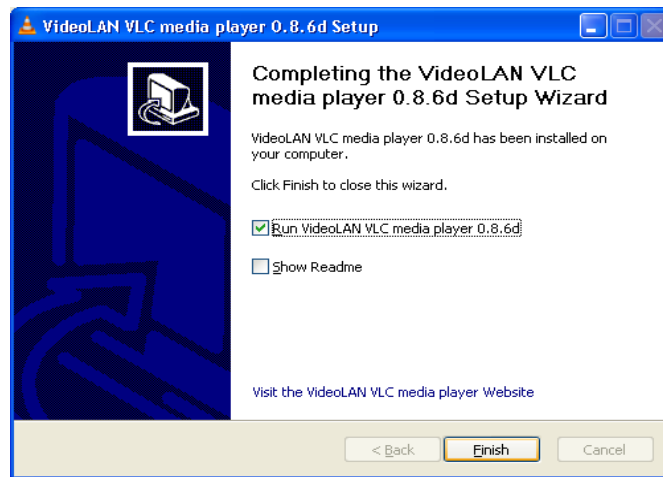 VideoLAN VLC media player 0.8.6d Setup
Completing the VideoLAN VLC
media player 0.8.6d Setup Wizard
VideoLAN VLC media player 0.8.6d has been installed on
your computer.
Click Finish to close this wizard.
Run VideoLAN VLC media player 0.8.6d
Show Readme
Visit the VideoLAN VLC media player Website
< Back
Finish
Cancel